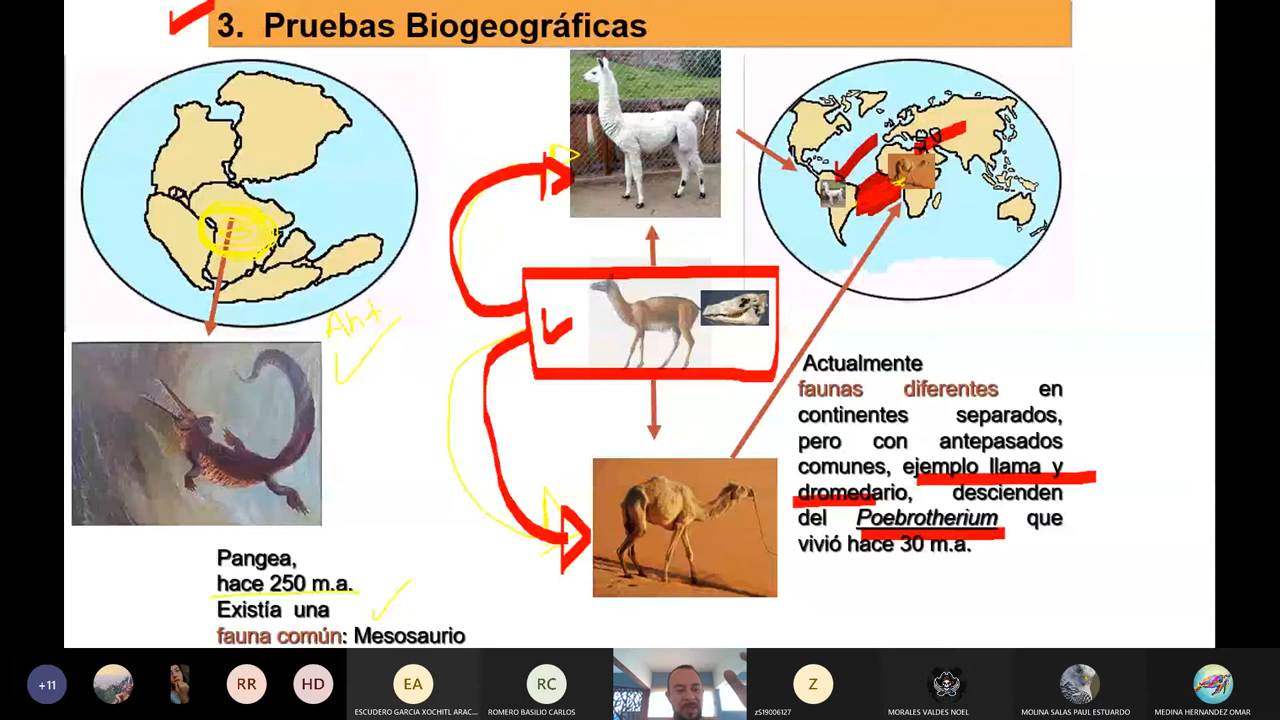 3. Pruebas Biogeográficas
Ant
Pangea,
hace 250 m.a.
Existía una
fauna común: Mesosaurio
Actualmente
faunas diferentes en
continentes separados,
pero con antepasados
comunes, ejemplo llama y
dromedario, descienden
del Poebrotherium que
vivió hace 30 m.a.
+11
RR
HD
EA
ESCUDERO GARCIA XOCHITL ARAC...
RC
ROMERO BASILIO CARLOS
Z
zS19006127
MORALES VALDES NOEL
MOLINA SALAS PAUL ESTUARDO
MEDINA HERNANDEZ OMAR